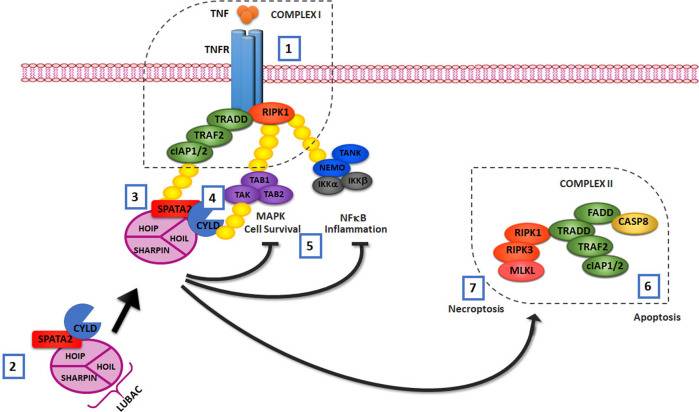 TNF
COMPLEX I
TNFR
1
TRADD
RIPK1
TRAF2
cIAP1/2
TANK
NEMO
IKKα
IKKβ
TAB1
TAK
TAB2
3
4
SPATA2
CYLD
HOIP
HOIL
SHARPIN
MAPK
Cell Survival
5
NFκB
Inflammation
COMPLEX II
FADD
CASP8
RIPK1
TRADD
RIPK3
TRAF2
MLKL
cIAP1/2
7
6
Necroptosis
Apoptosis
2
CYLD
SPATA2
HOIP
HOIL
SHARPIN
LUBAC